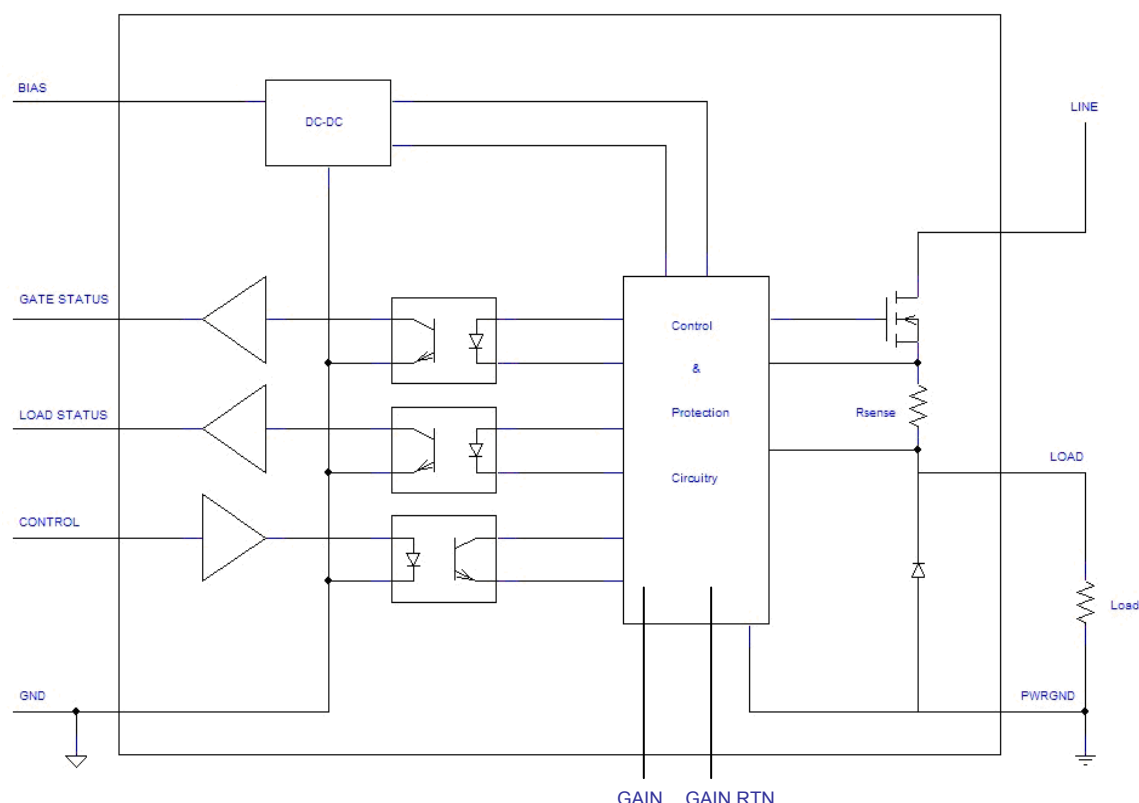 BIAS
DC-DC
LINE
GATE STATUS
Control
&
Protection
Circuitry
Rsense
LOAD STATUS
LOAD
CONTROL
Load
GND
PWRGND
GAIN
GAIN RTN